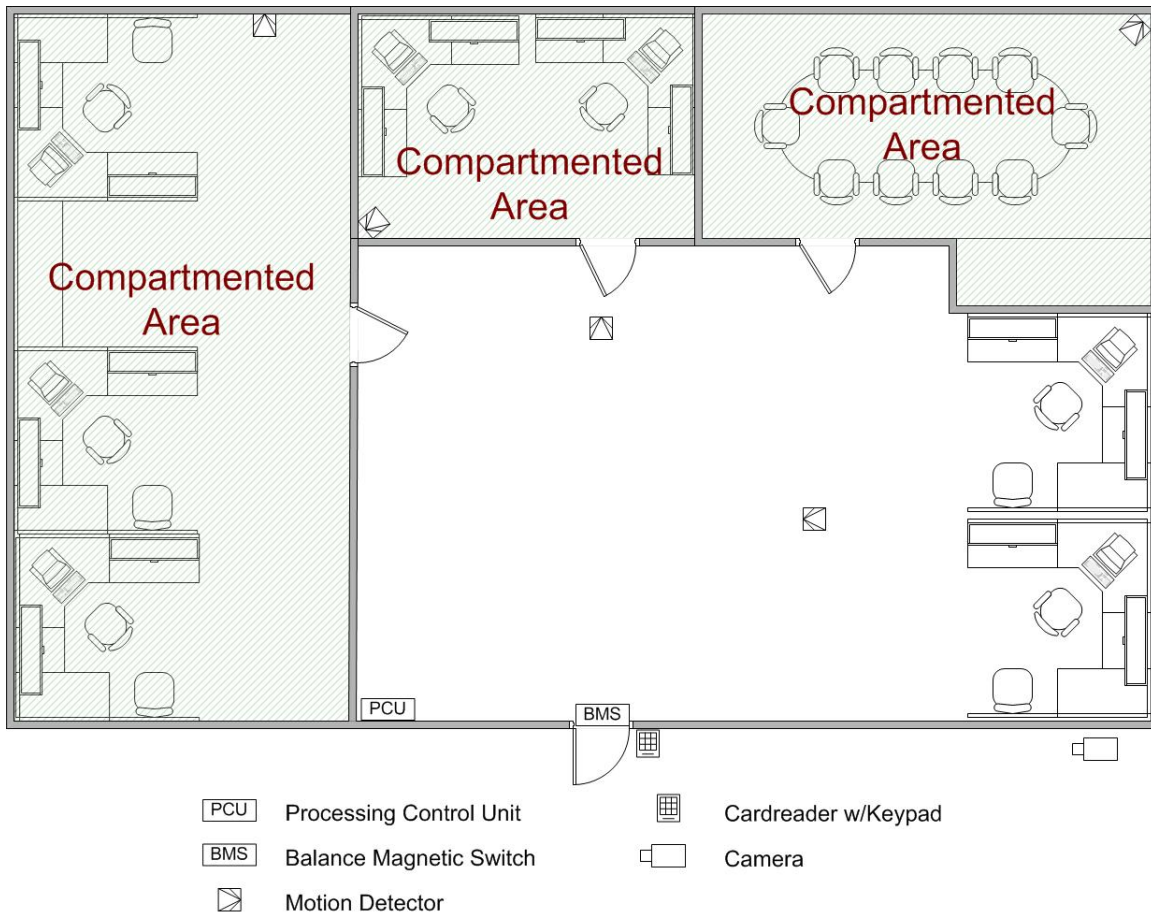 Compartmented
Area
Compartmented
Area
Compartmented
Area
PCU
BMS
PCU Processing Control Unit
Cardreader w/Keypad
BMS Balance Magnetic Switch
Camera
Motion Detector